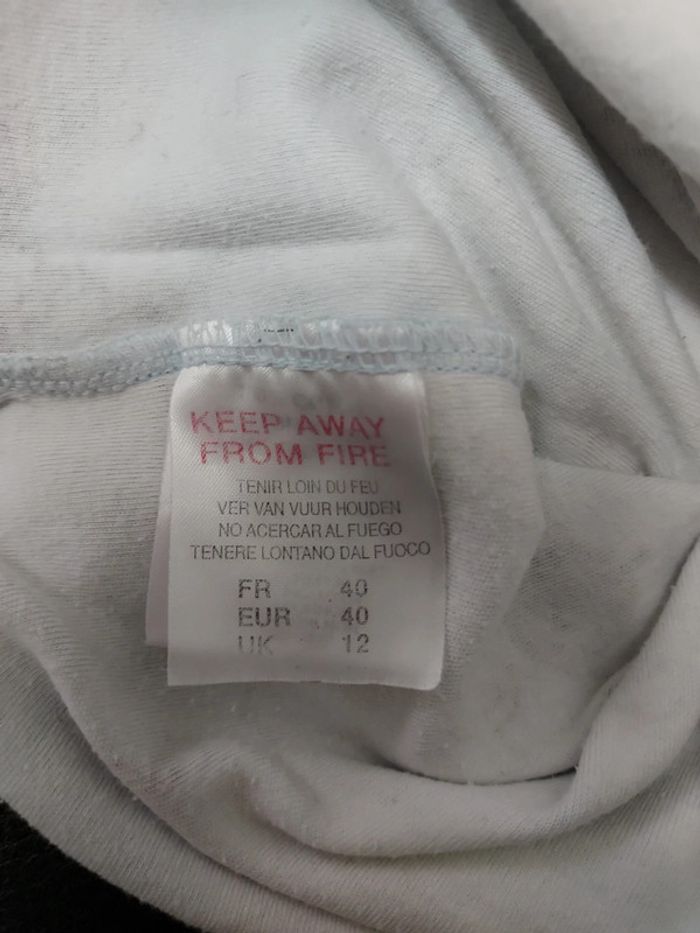 KEEP AWAY
FROM FIRE
TENIR LOIN DU FEU
VER VAN VUUR HOUDEN
NO ACERCAR AL FUEGO
TENERE LONTANO DAL FUOCO
FR 40
EUR 40
UK 12